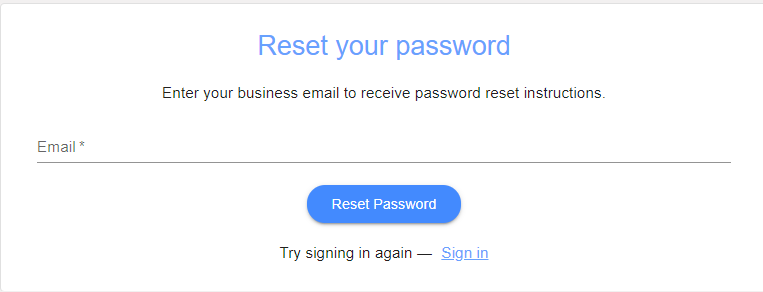 Reset your password
Enter your business email to receive password reset instructions.
Email *
Reset Password
Try signing in again — Sign in